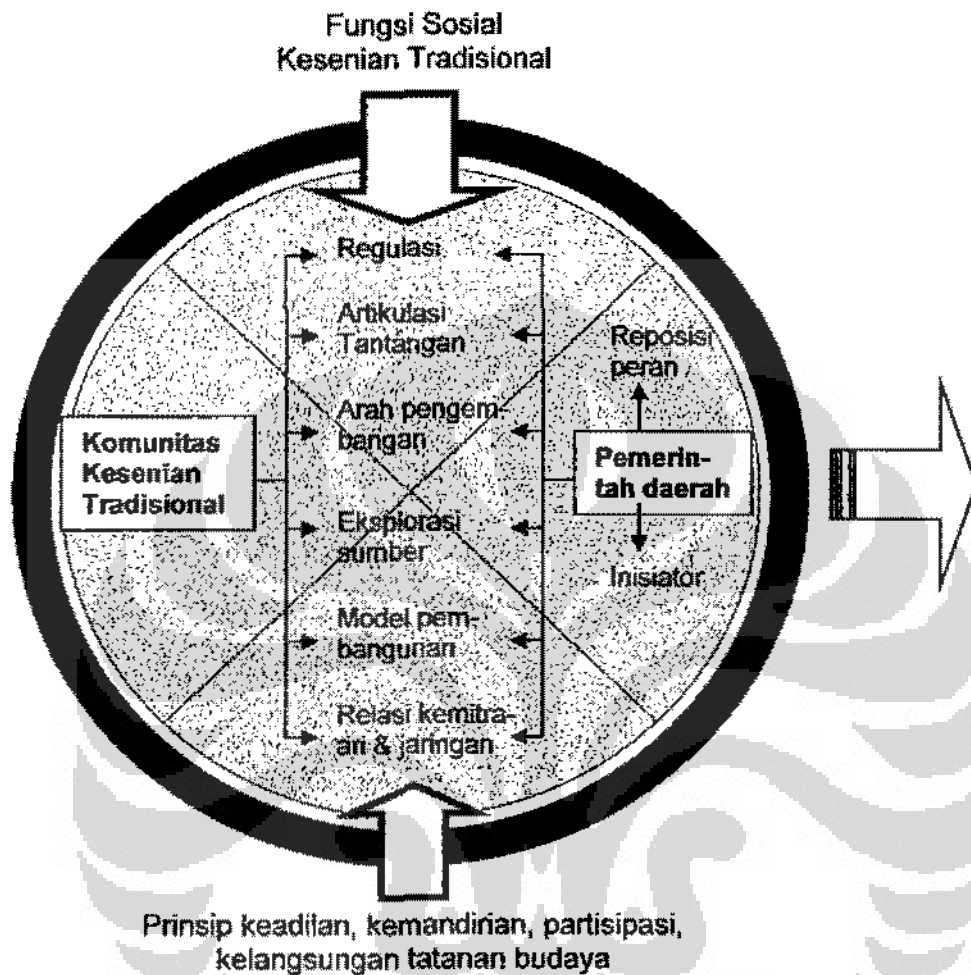 Fungsi Sosial
Kesenian Tradisional
Regulasi
Artikulasi
Tantangan
Reposisi
peran
Arah pengem-
bangan
Komunitas
Kesenian
Tradisional
Pemerin-
tah daerah
Eksplorasi
sumber
Inisiator
Model pem-
bangunan
Relasi kemitra-
an & jaringan
Prinsip keadilan, kemandirian, partisipasi,
kelangsungan tatanan budaya